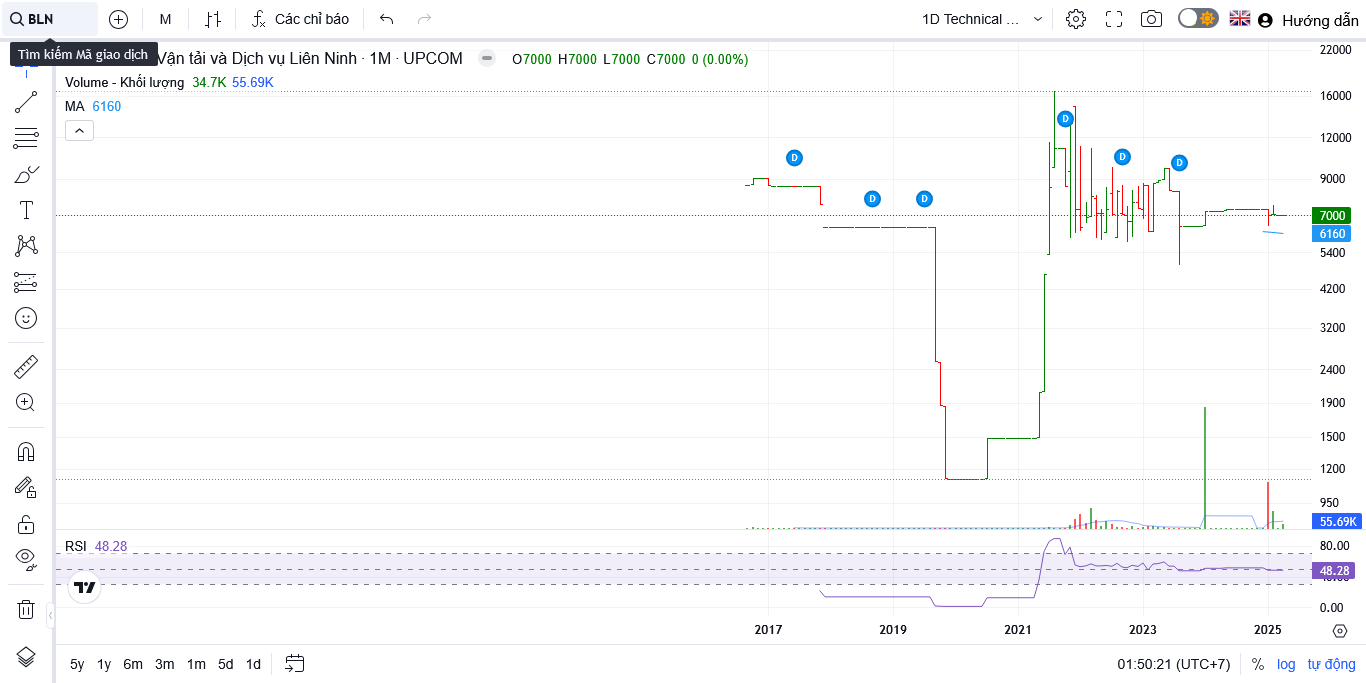 BLN
M
Các chỉ báo
1D Technical ...
Hướng dẫn
Tìm kiếm Mã giao dịch
Vận tải và Dịch vụ Liên Ninh · 1M · UPCOM
O7000 H7000 L7000 C7000 0 (0.00%)
Volume - Khối lượng 34.7K 55.69K
MA 6160
D
D
D
D
D
D
22000
16000
12000
9000
7000
6160
5400
4200
3200
2400
1900
1500
1200
950
55.69K
RSI 48.28
80.00
48.28
0.00
2017
2019
2021
2023
2025
5y 1y 6m 3m 1m 5d 1d
01:50:21 (UTC+7)
% log tự động